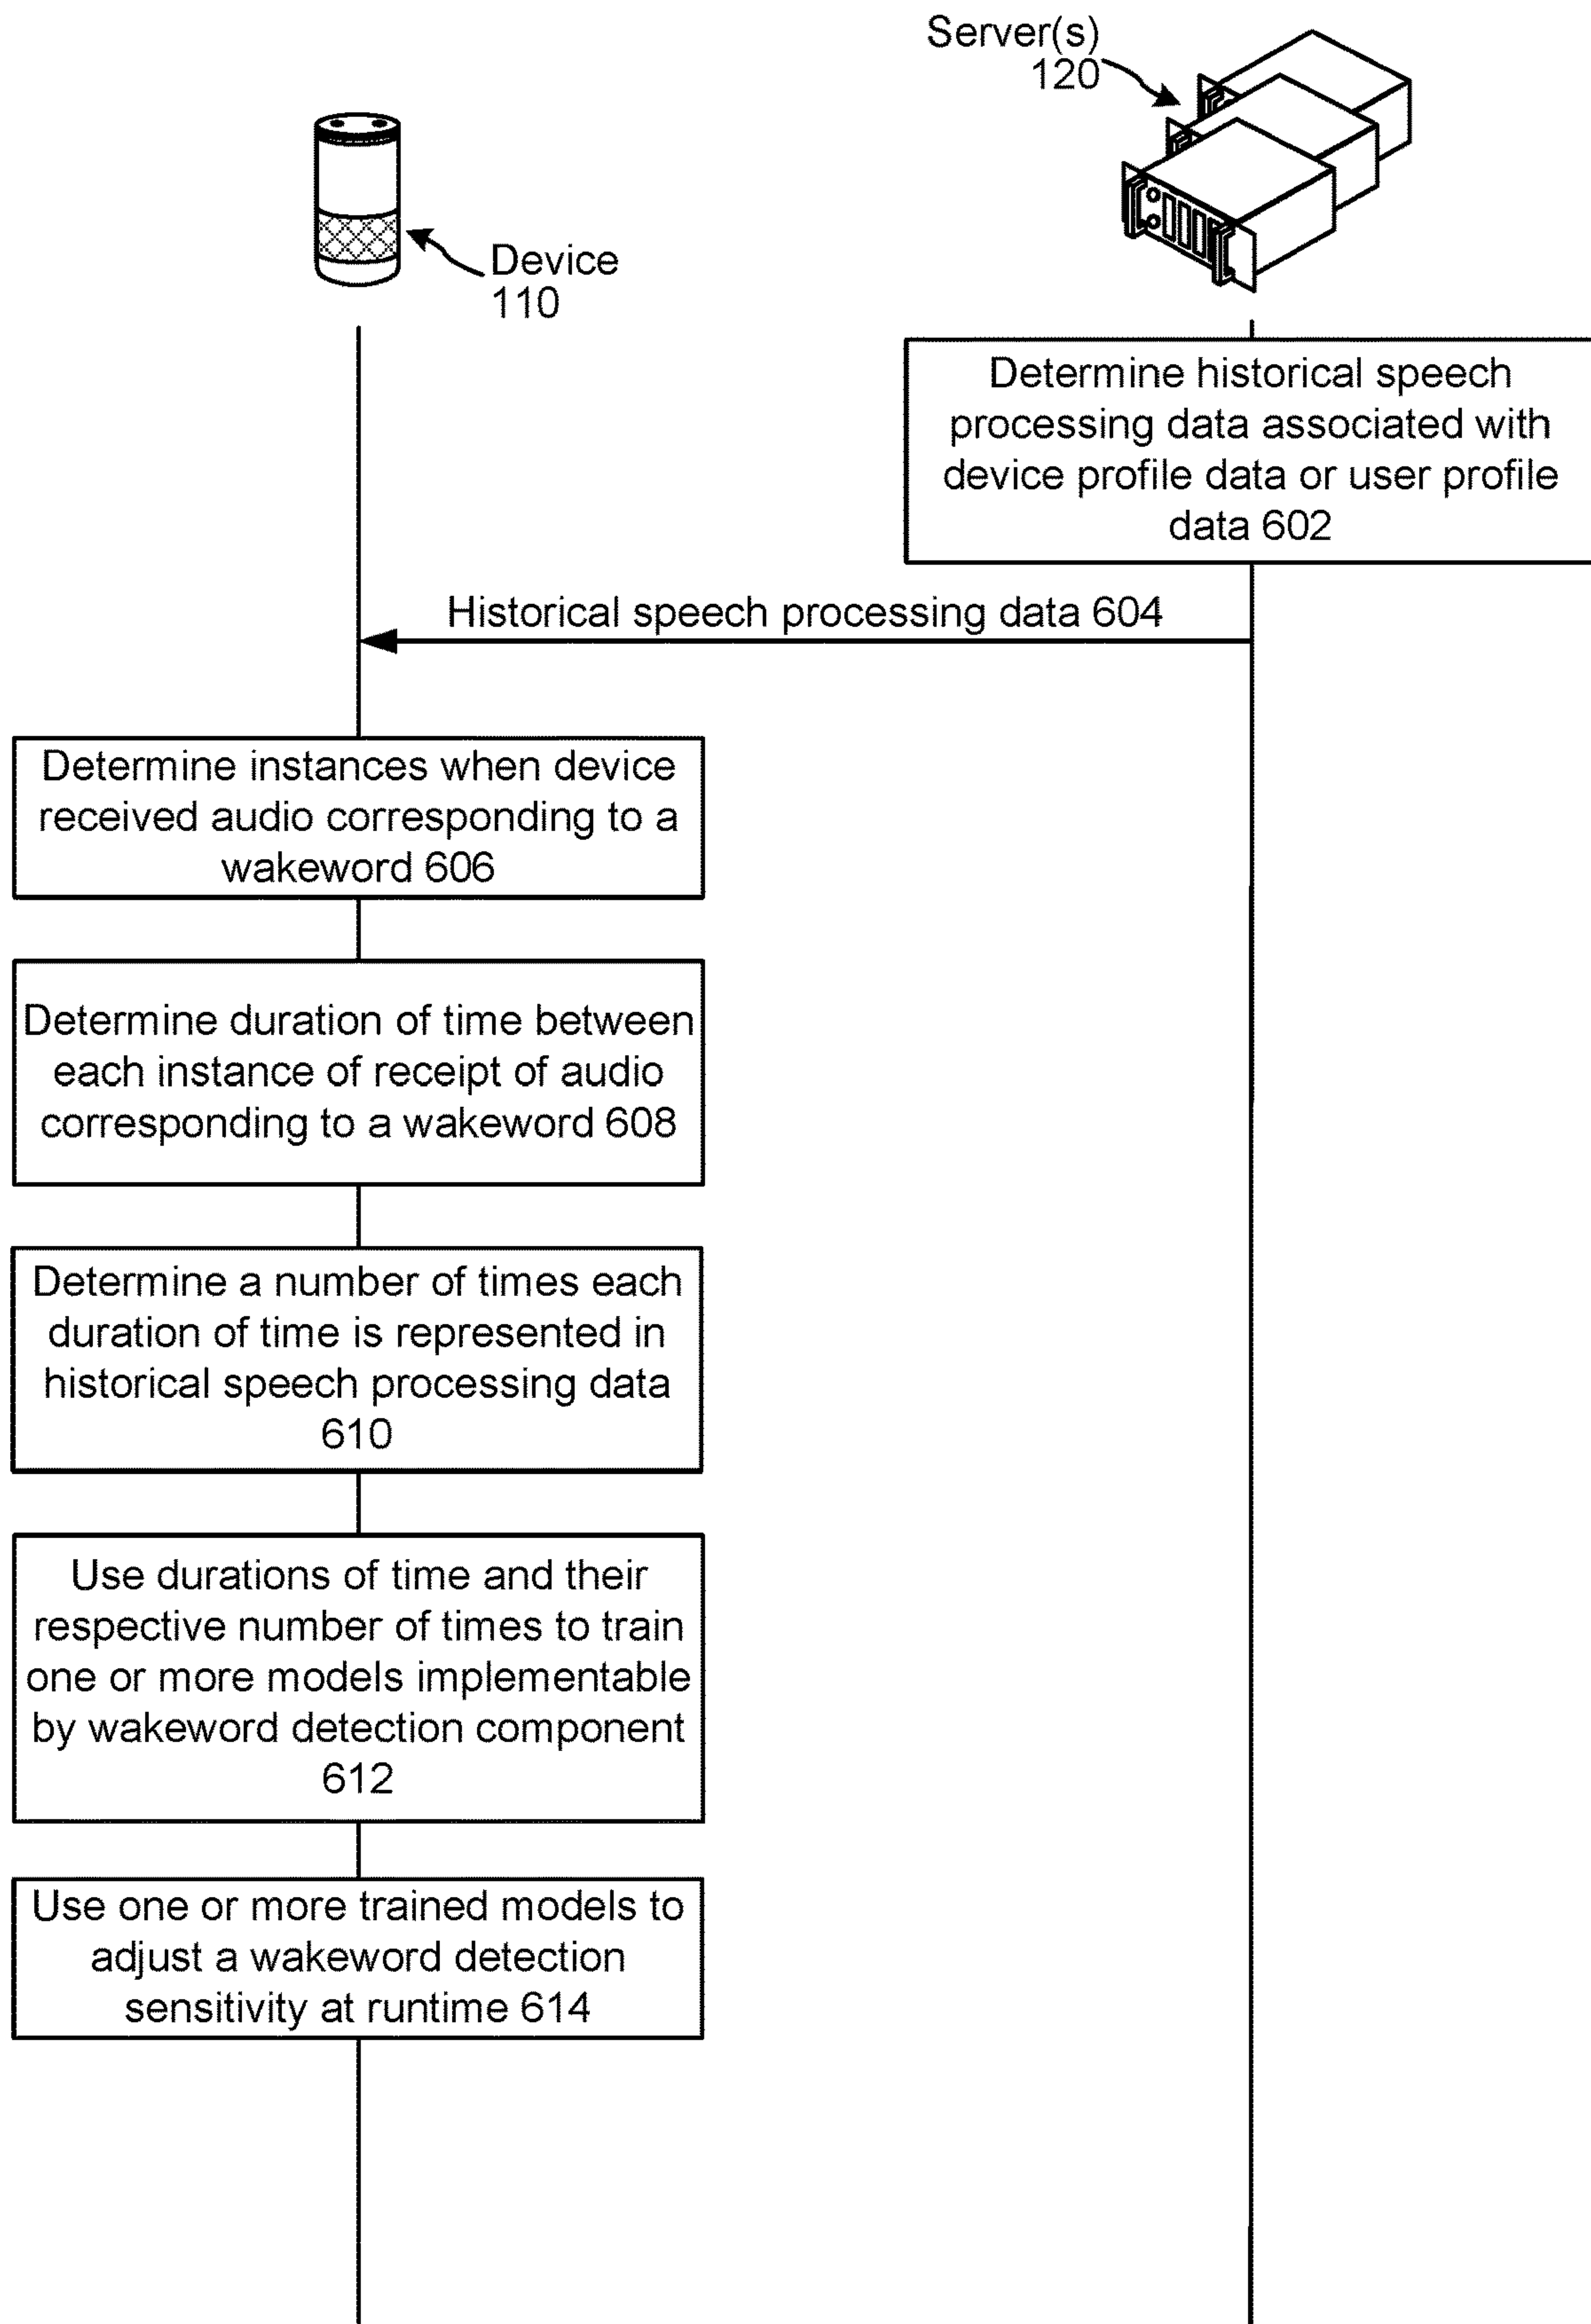 Server(s)
120
Device
110
Determine historical speech
processing data associated with
device profile data or user profile
data 602
Historical speech processing data 604
Determine instances when device
received audio corresponding to a
wakeword 606
Determine duration of time between
each instance of receipt of audio
corresponding to a wakeword 608
Determine a number of times each
duration of time is represented in
historical speech processing data
610
Use durations of time and their
respective number of times to train
one or more models implementable
by wakeword detection component
612
Use one or more trained models to
adjust a wakeword detection
sensitivity at runtime 614